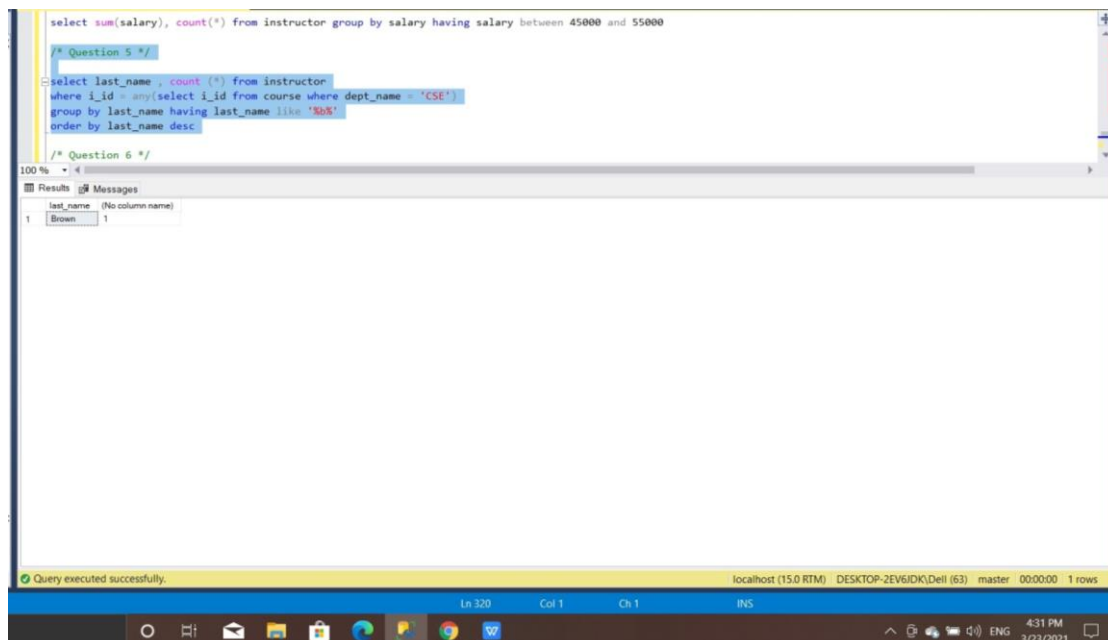 select sum(salary), count(*) from instructor group by salary having salary between 45000 and 55000
/* Question 5 */
select last_name , count (*) from instructor
where i_id = any(select i_id from course where dept_name = 'CSE')
group by last_name having last_name like '%b%'
order by last_name desc
/* Question 6 */
100 %
Results Messages
last_name (No column name)
1 Brown 1
Query executed successfully. localhost (15.0 RTM) DESKTOP-2EV6JDK\Dell (63) master 00:00:00 1 rows
Ln 320 Col 1 Ch 1 INS
ENG 4:31 PM
3/23/2021